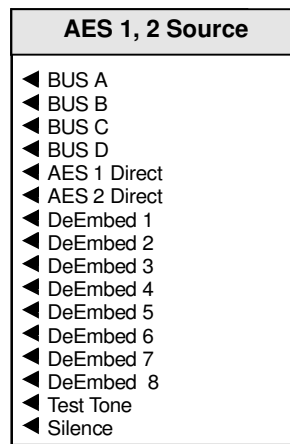 AES 1, 2 Source
BUS A
BUS B
BUS C
BUS D
AES 1 Direct
AES 2 Direct
DeEmbed 1
DeEmbed 2
DeEmbed 3
DeEmbed 4
DeEmbed 5
DeEmbed 6
DeEmbed 7
DeEmbed 8
Test Tone
Silence